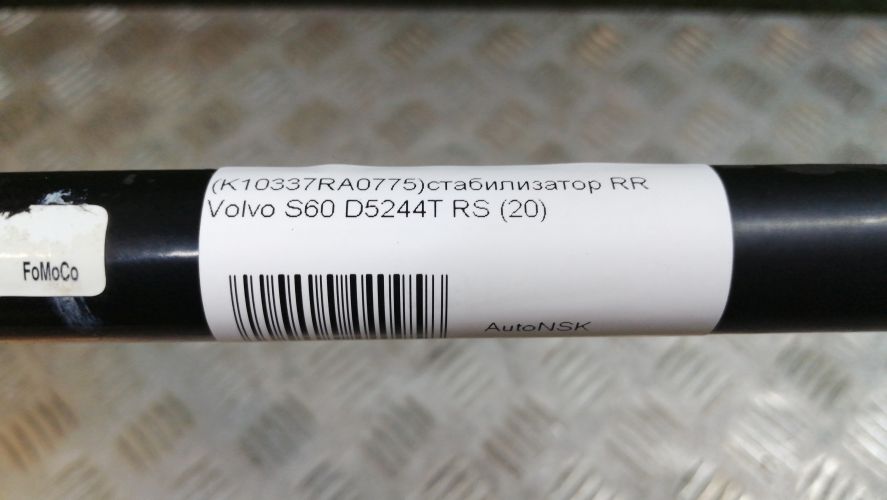 (K10337RA0775)стабилизатор RR
Volvo S60 D5244T RS (20)
FoMoCo
AutoNSK